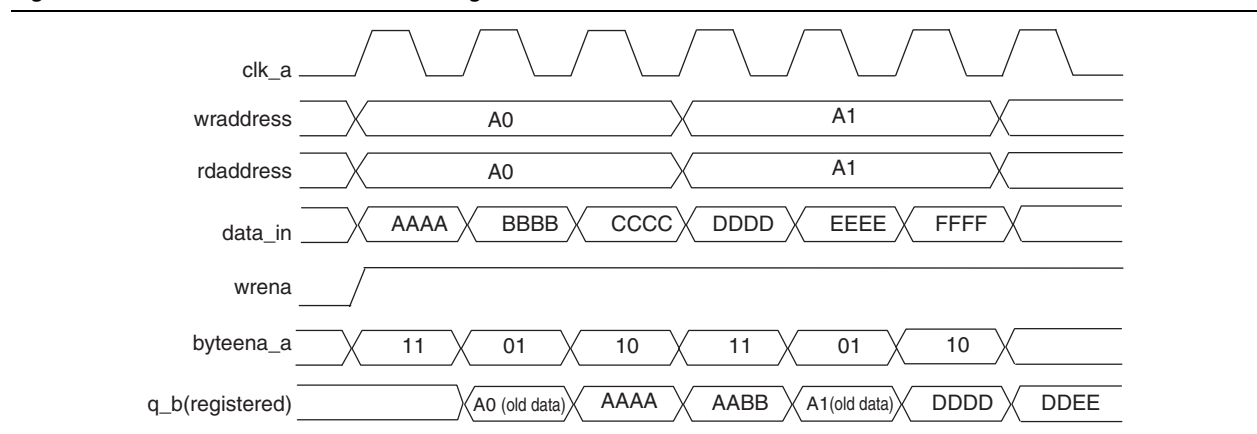 clk_a
wraddress A0 A1
rdaddress A0 A1
data_in AAAA BBBB CCCC DDDD EEEE FFFF
wrena
byteena_a 11 01 10 11 01 10
q_b(registered) A0 (old data) AAAA AABB A1(old data) DDDD DDEE